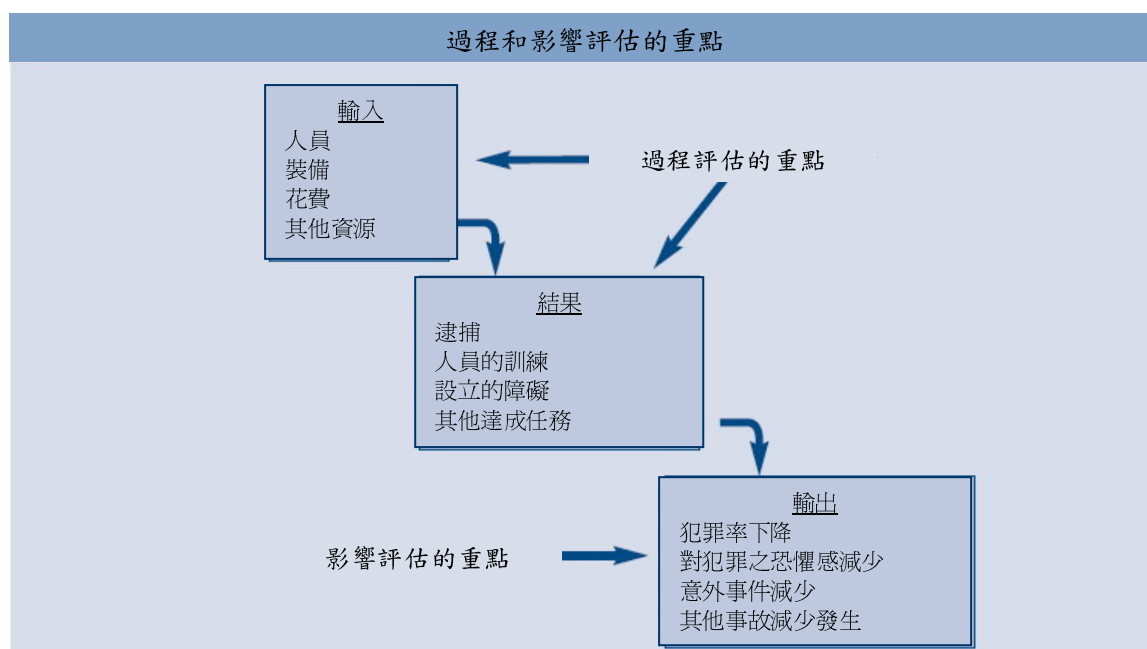 過程和影響評估的重點
輸入
人員
裝備
花費
其他資源
過程評估的重點
結果
逮捕
人員的訓練
設立的障礙
其他達成任務
輸出
犯罪率下降
對犯罪之恐懼感減少
意外事件減少
其他事故減少發生
影響評估的重點